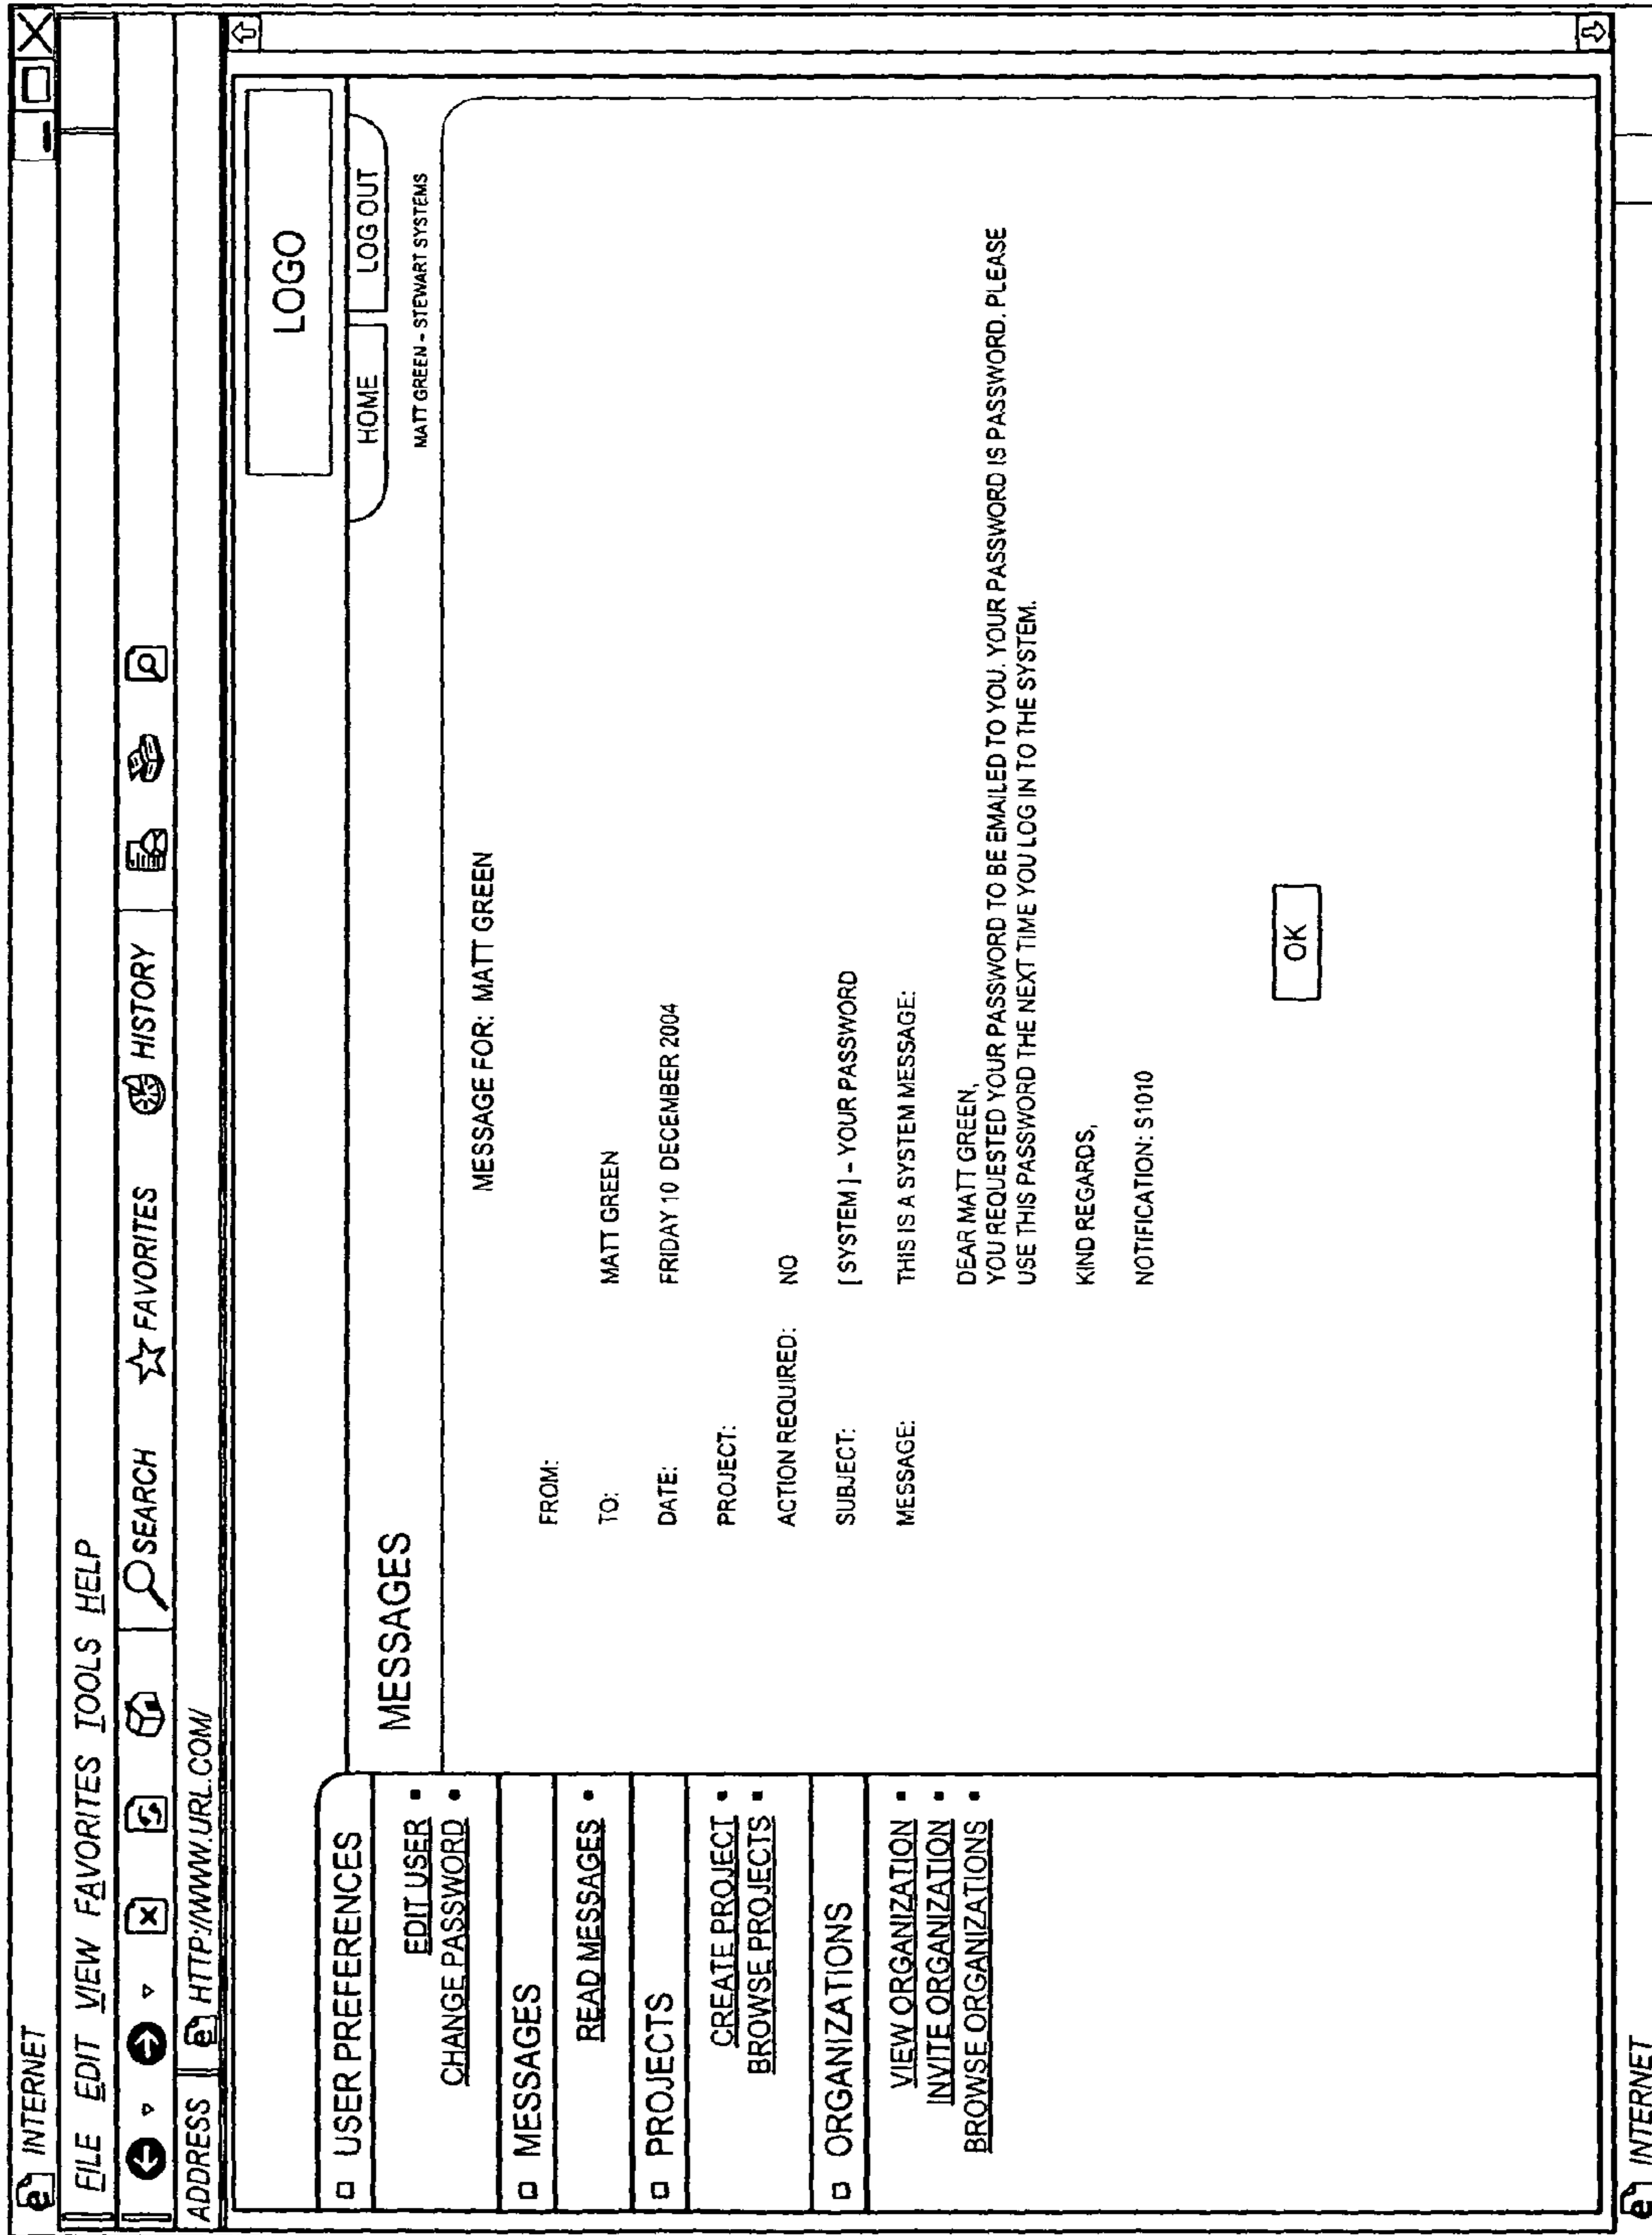 INTERNET
FILE EDIT VIEW FAVORITES TOOLS HELP
SEARCH FAVORITES HISTORY
ADDRESS HTTP://WWW.URL.COM/
LOGO
HOME LOG OUT
MATT GREEN - STEWART SYSTEMS
USER PREFERENCES
EDIT USER
CHANGE PASSWORD
MESSAGES
READ MESSAGES
PROJECTS
CREATE PROJECT
BROWSE PROJECTS
ORGANIZATIONS
VIEW ORGANIZATION
INVITE ORGANIZATION
BROWSE ORGANIZATIONS
MESSAGES
MESSAGE FOR: MATT GREEN
FROM:
TO: MATT GREEN
DATE: FRIDAY 10 DECEMBER 2004
PROJECT:
ACTION REQUIRED: NO
SUBJECT: [SYSTEM] - YOUR PASSWORD
MESSAGE: THIS IS A SYSTEM MESSAGE:
DEAR MATT GREEN,
YOU REQUESTED YOUR PASSWORD TO BE EMAILED TO YOU. YOUR PASSWORD IS PASSWORD. PLEASE
USE THIS PASSWORD THE NEXT TIME YOU LOG IN TO THE SYSTEM.
KIND REGARDS,
NOTIFICATION: S1010
OK
INTERNET